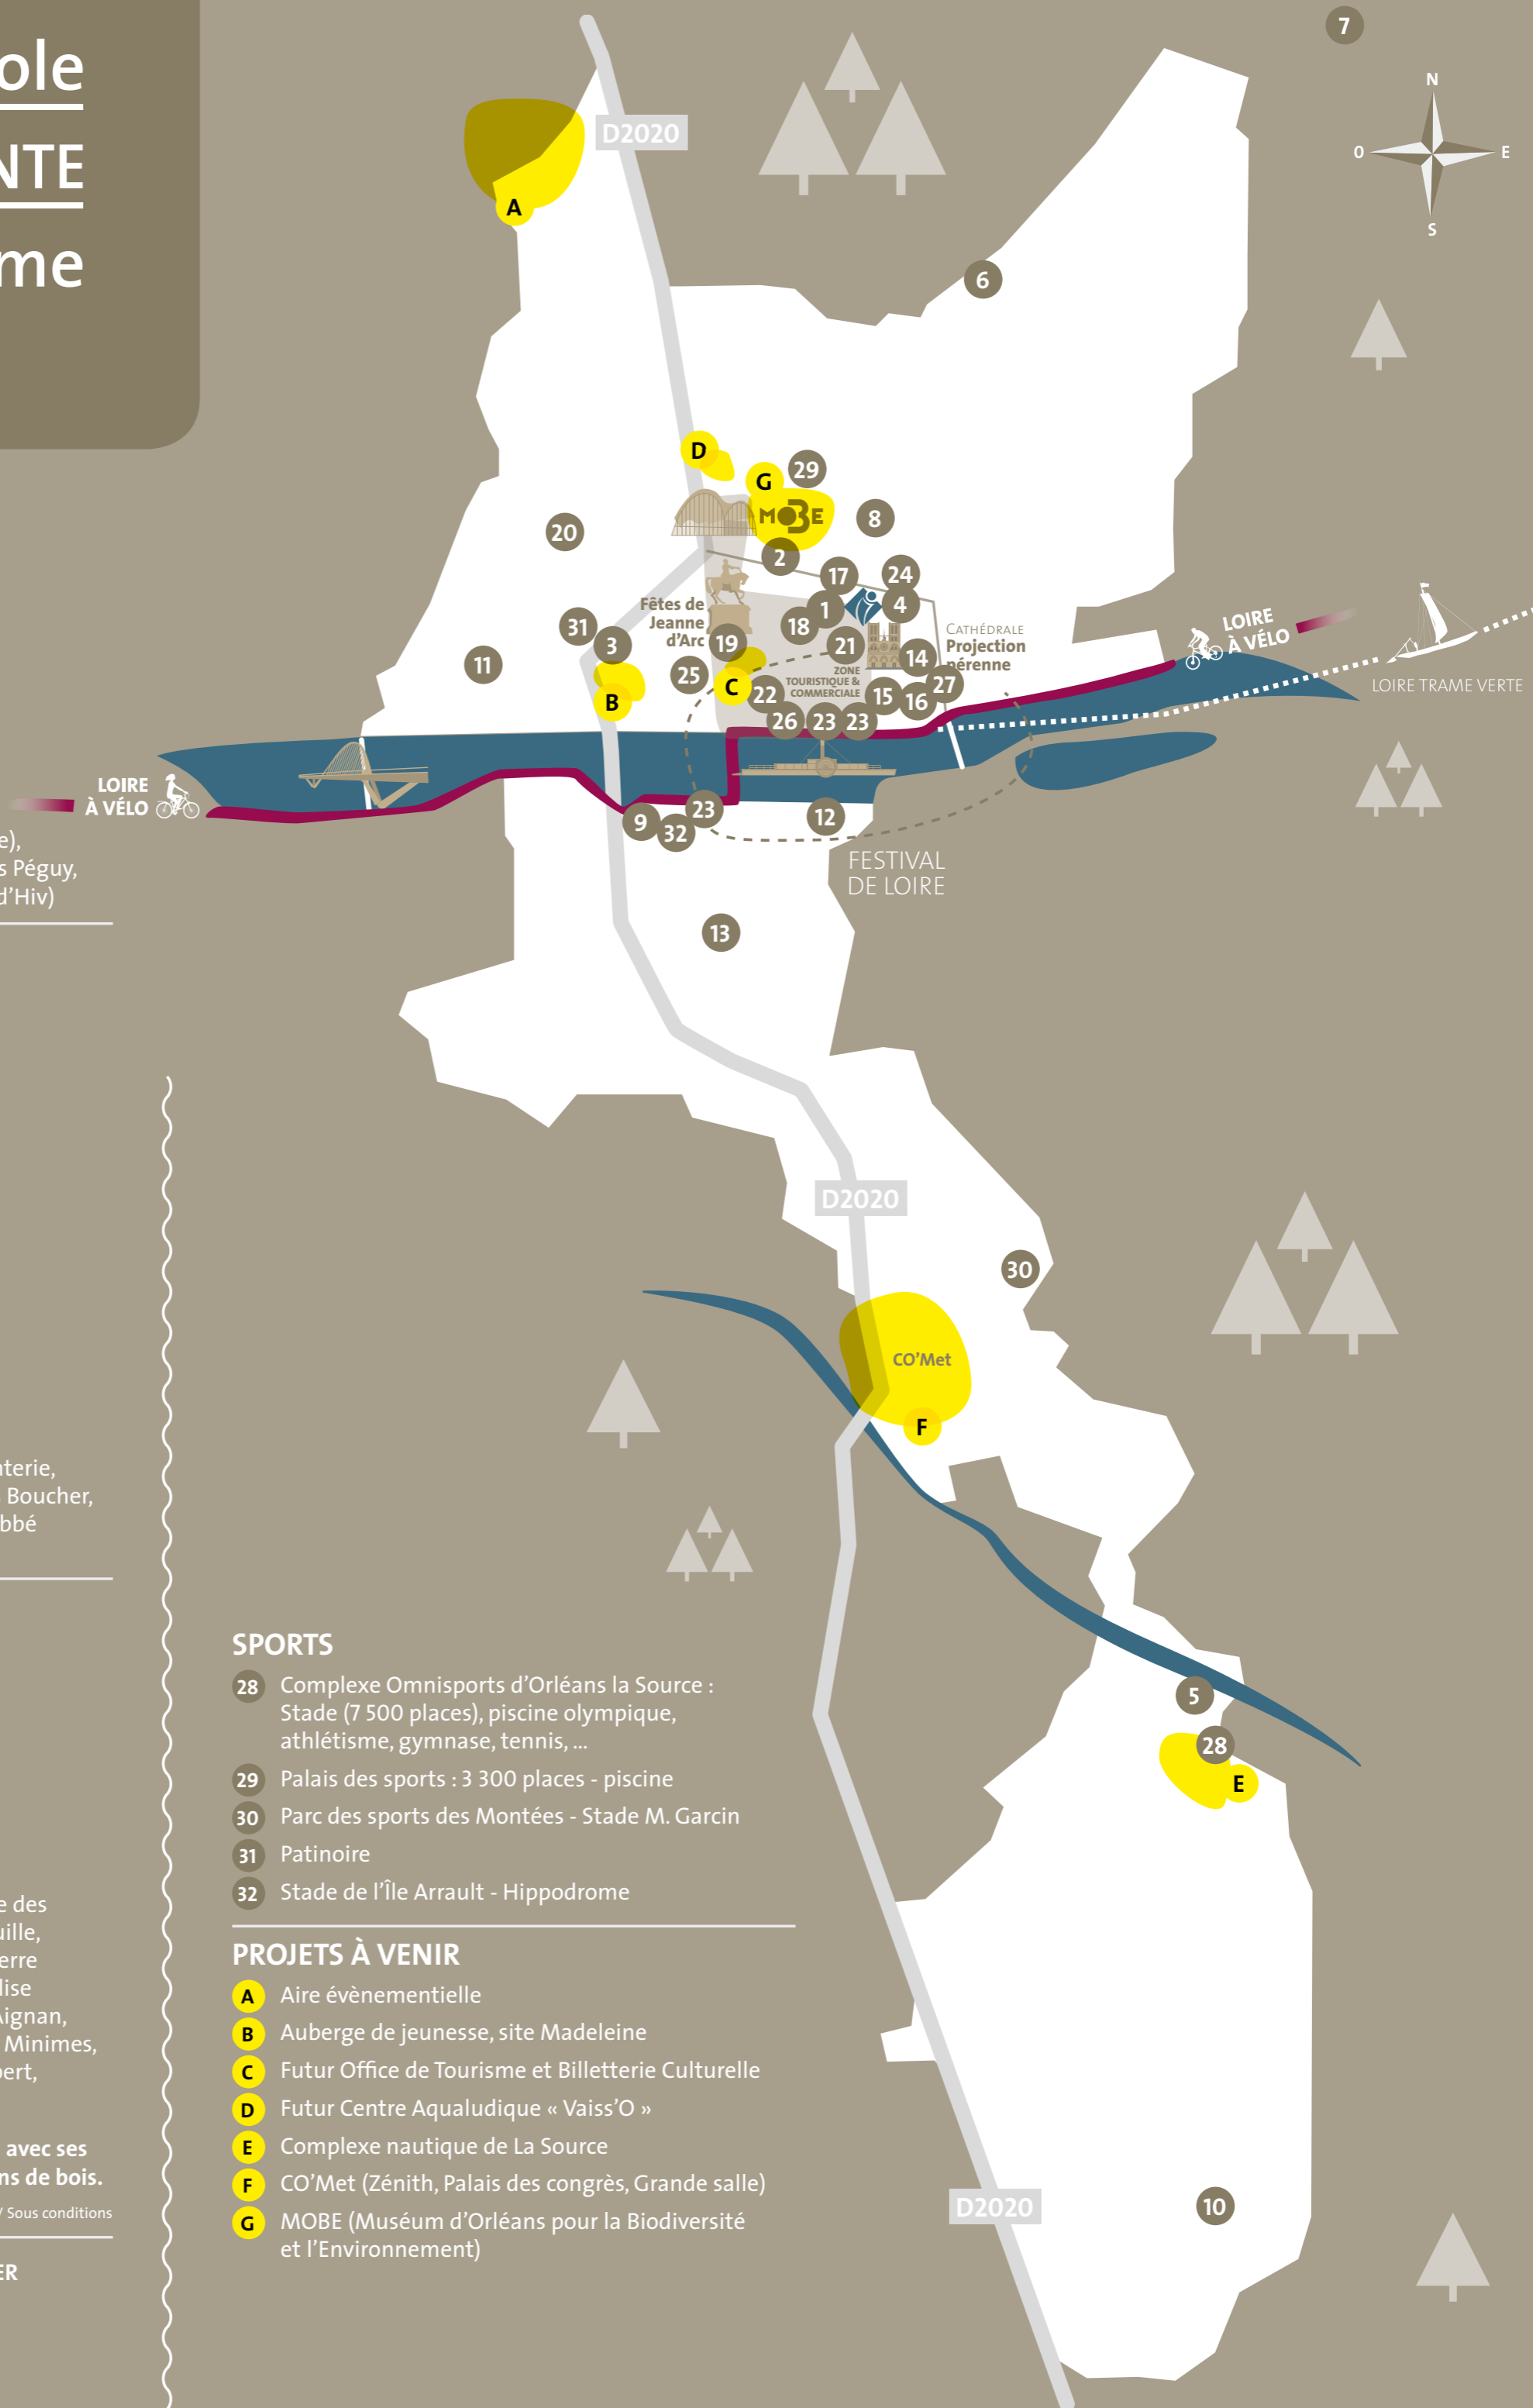 ole
NTE
me
7
N
O
E
S
D2020
A
6
D
G
29
MOBE
8
20
2
17
24
Fêtes de
Jeanne
d'Arc
1
4
31
3
19
18
21
CATHÉDRALE
Projection
pérenne
14
11
25
C
22
ZONE
TOURISTIQUE &
COMMERCIALE
15
16
27
B
26
23
23
LOIRE
À VÉLO
LOIRE TRAME VERTE
LOIRE
À VÉLO
9
32
23
12
FESTIVAL
DE LOIRE
13
D2020
30
CO'Met
F
5
28
E
D2020
10
e),
s Péguy,
d'Hiv)
nterie,
Boucher,
bbé
e des
uille,
erre
lise
Aignan,
Minimes,
bert,
avec ses
ns de bois.
/ Sous conditions
ER
SPORTS
28 Complexe Omnisports d'Orléans la Source :
Stade (7 500 places), piscine olympique,
athlétisme, gymnase, tennis, ...
29 Palais des sports : 3 300 places - piscine
30 Parc des sports des Montées - Stade M. Garcin
31 Patinoire
32 Stade de l'Île Arrault - Hippodrome
PROJETS À VENIR
A Aire évènementielle
B Auberge de jeunesse, site Madeleine
C Futur Office de Tourisme et Billetterie Culturelle
D Futur Centre Aqualudique « Vaiss'O »
E Complexe nautique de La Source
F CO'Met (Zénith, Palais des congrès, Grande salle)
G MOBE (Muséum d'Orléans pour la Biodiversité
et l'Environnement)